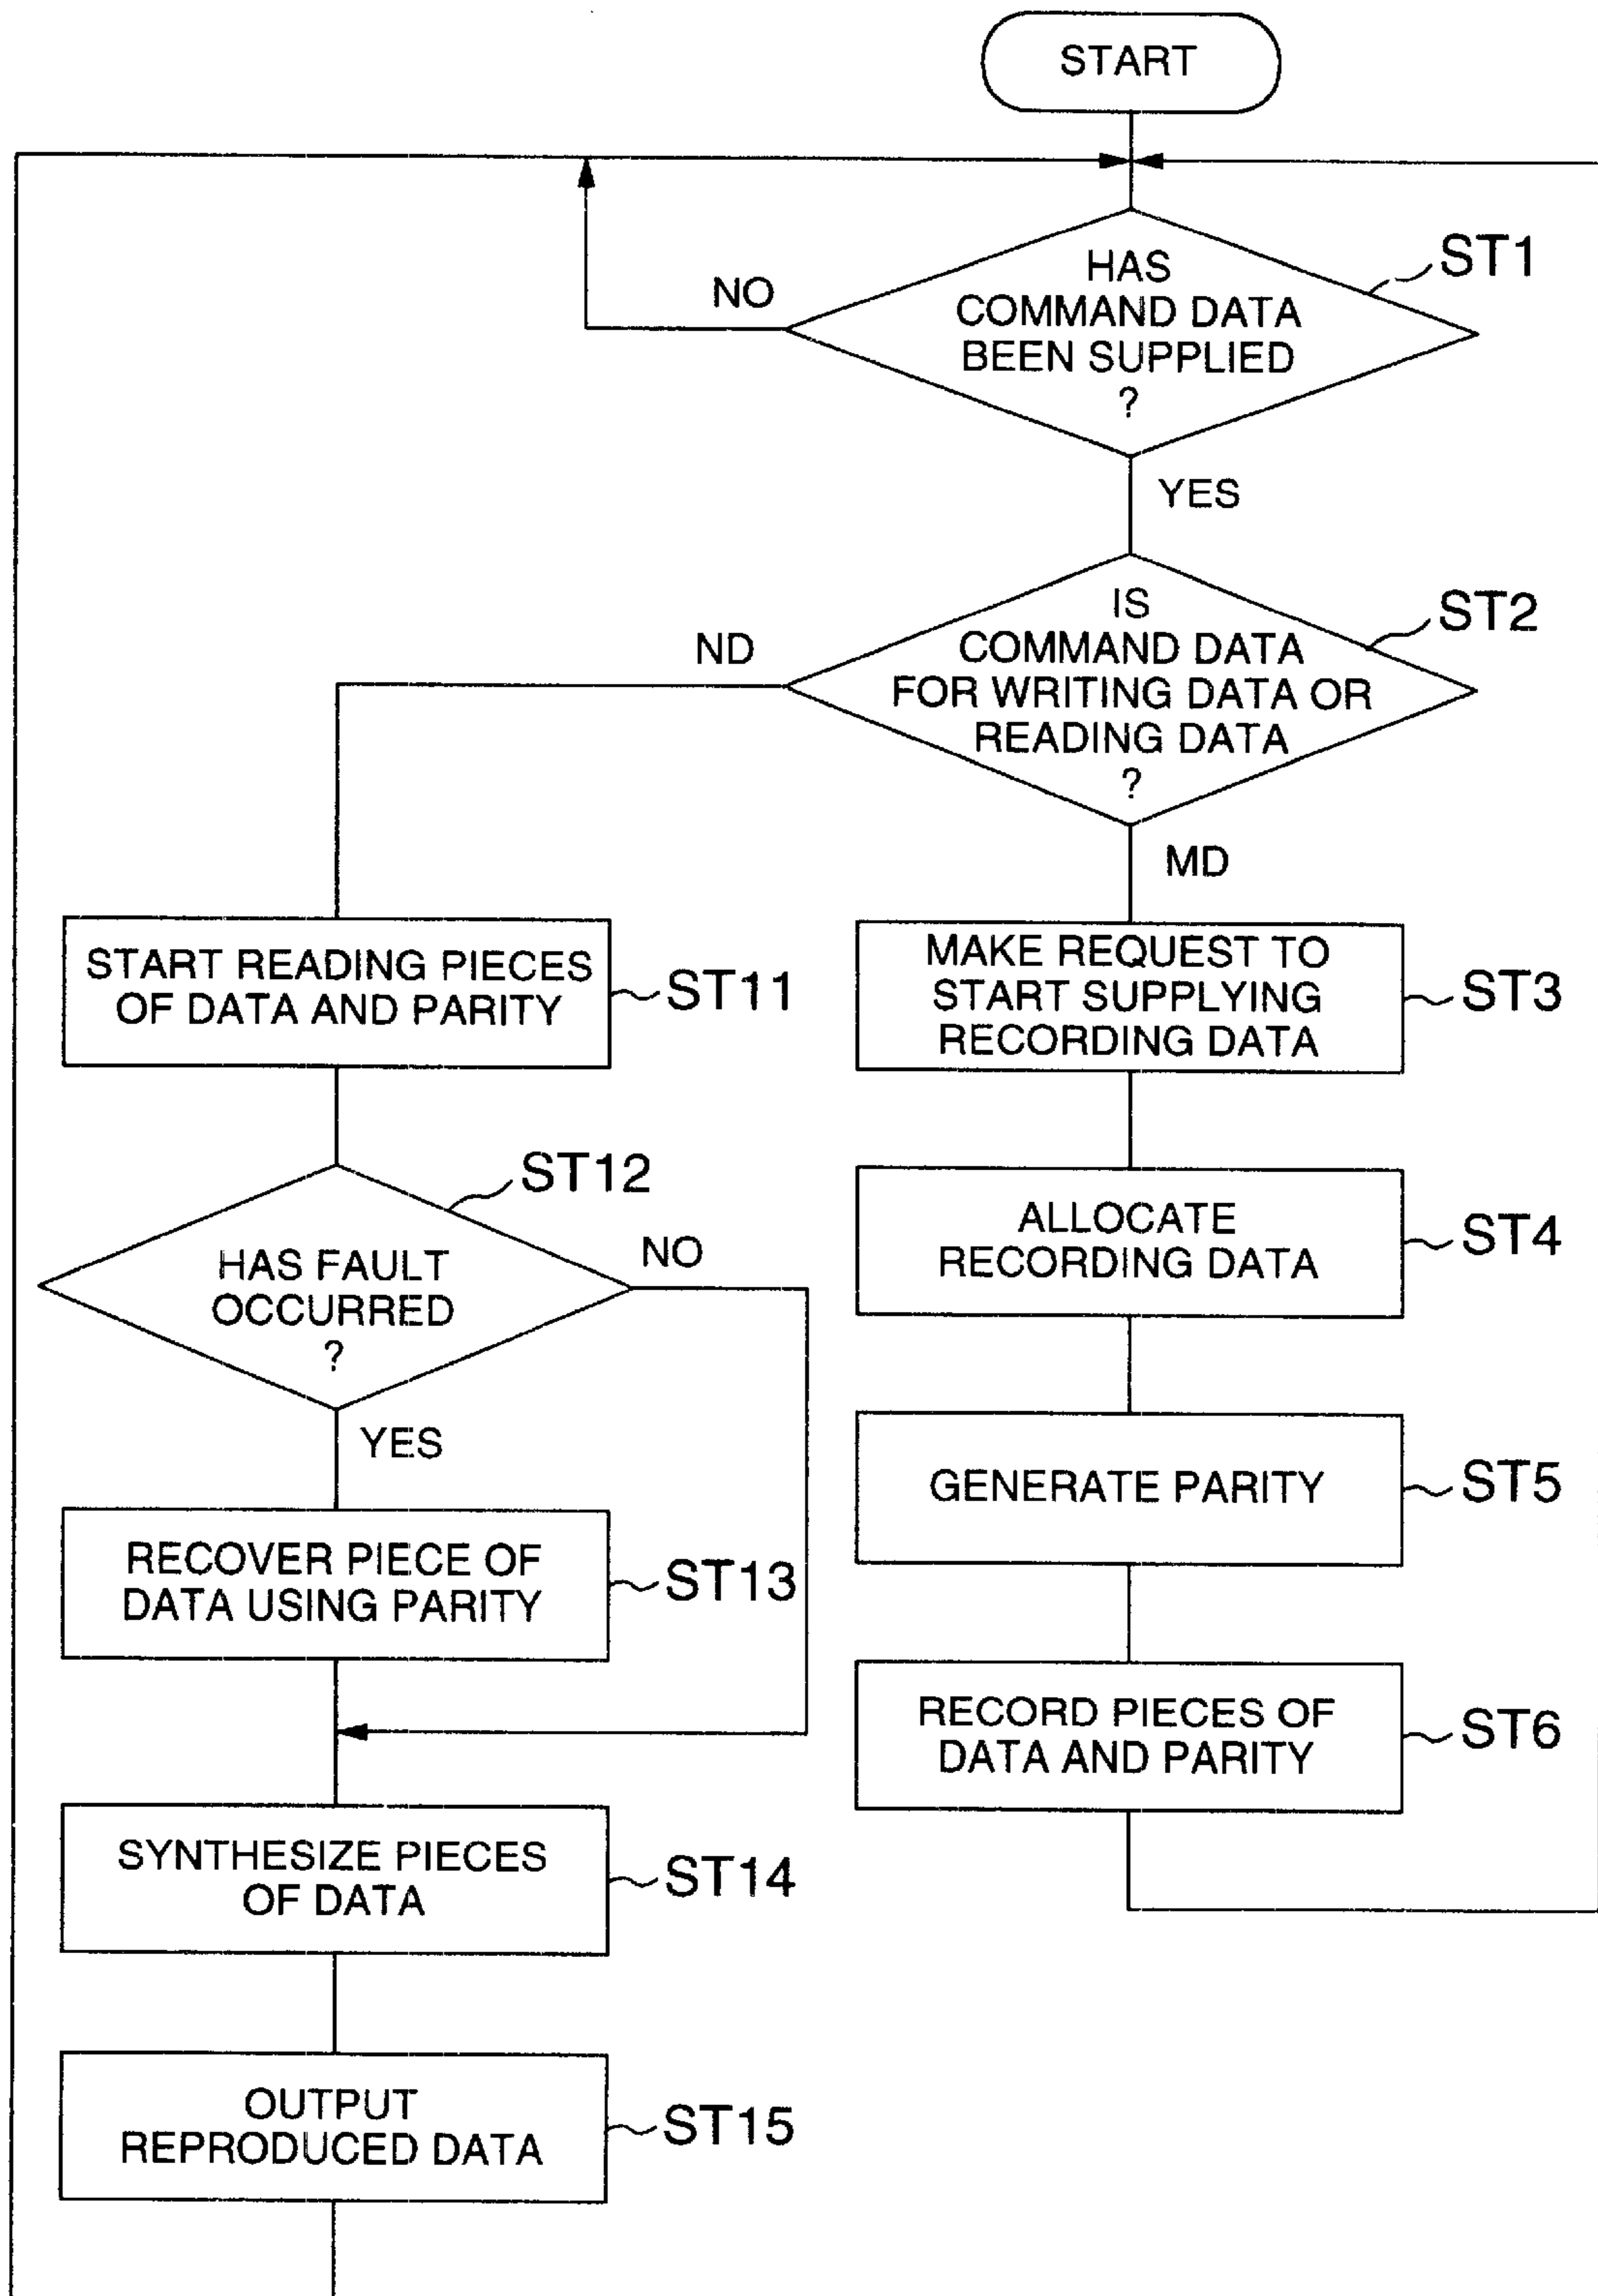 START
HAS
COMMAND DATA
BEEN SUPPLIED
?
ST1
NO
YES
IS
COMMAND DATA
FOR WRITING DATA OR
READING DATA
?
ST2
ND
MD
START READING PIECES
OF DATA AND PARITY
ST11
MAKE REQUEST TO
START SUPPLYING
RECORDING DATA
ST3
HAS FAULT
OCCURRED
?
ST12
NO
YES
ALLOCATE
RECORDING DATA
ST4
GENERATE PARITY
ST5
RECOVER PIECE OF
DATA USING PARITY
ST13
RECORD PIECES OF
DATA AND PARITY
ST6
SYNTHESIZE PIECES
OF DATA
ST14
OUTPUT
REPRODUCED DATA
ST15